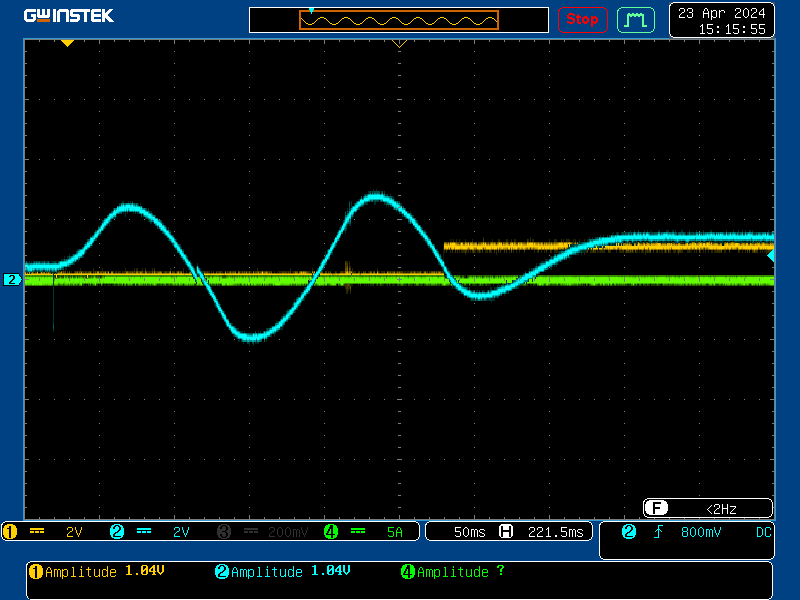 GWINSTEK
Stop
23 Apr 2024
15:15:55
2
F <2Hz
1 2V 2 2V 3 200mV 4 5A
50ms H 221.5ms
2 800mV DC
1 Amplitude 1.04V 2 Amplitude 1.04V 4 Amplitude ?